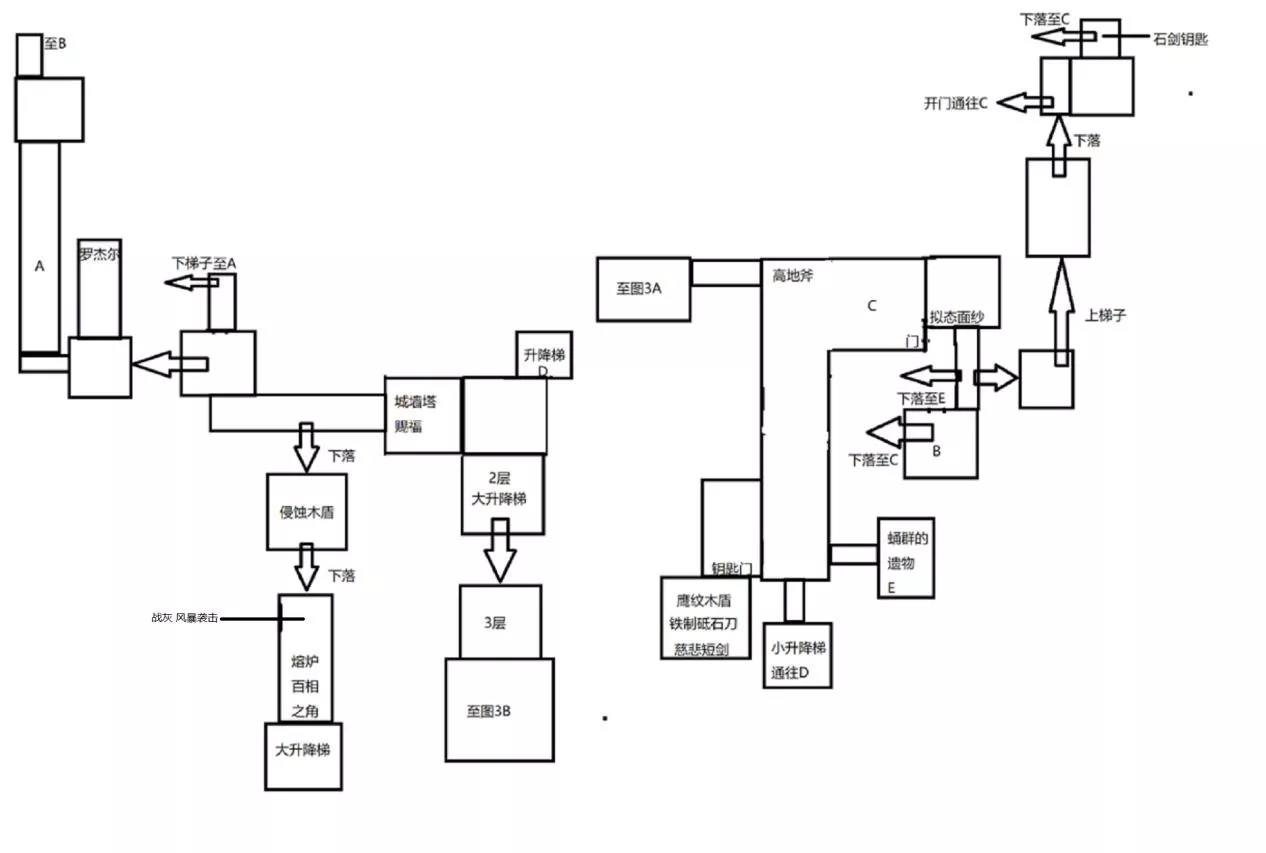 至B
A
罗杰尔
下梯子至A
升降梯
D
城墙塔
赐福
下落
侵蚀木盾
下落
2层
大升降梯
战灰 风暴袭击
熔炉
百相
之角
大升降梯
3层
至图3B
下落至C
石剑钥匙
开门通往C
下落
上梯子
至图3A
高地斧
C
拟态面纱
门
下落至E
下落至C
B
蛹群的
遗物
E
钥匙门
鹰纹木盾
铁制砥石刀
慈悲短剑
小升降梯
通往D